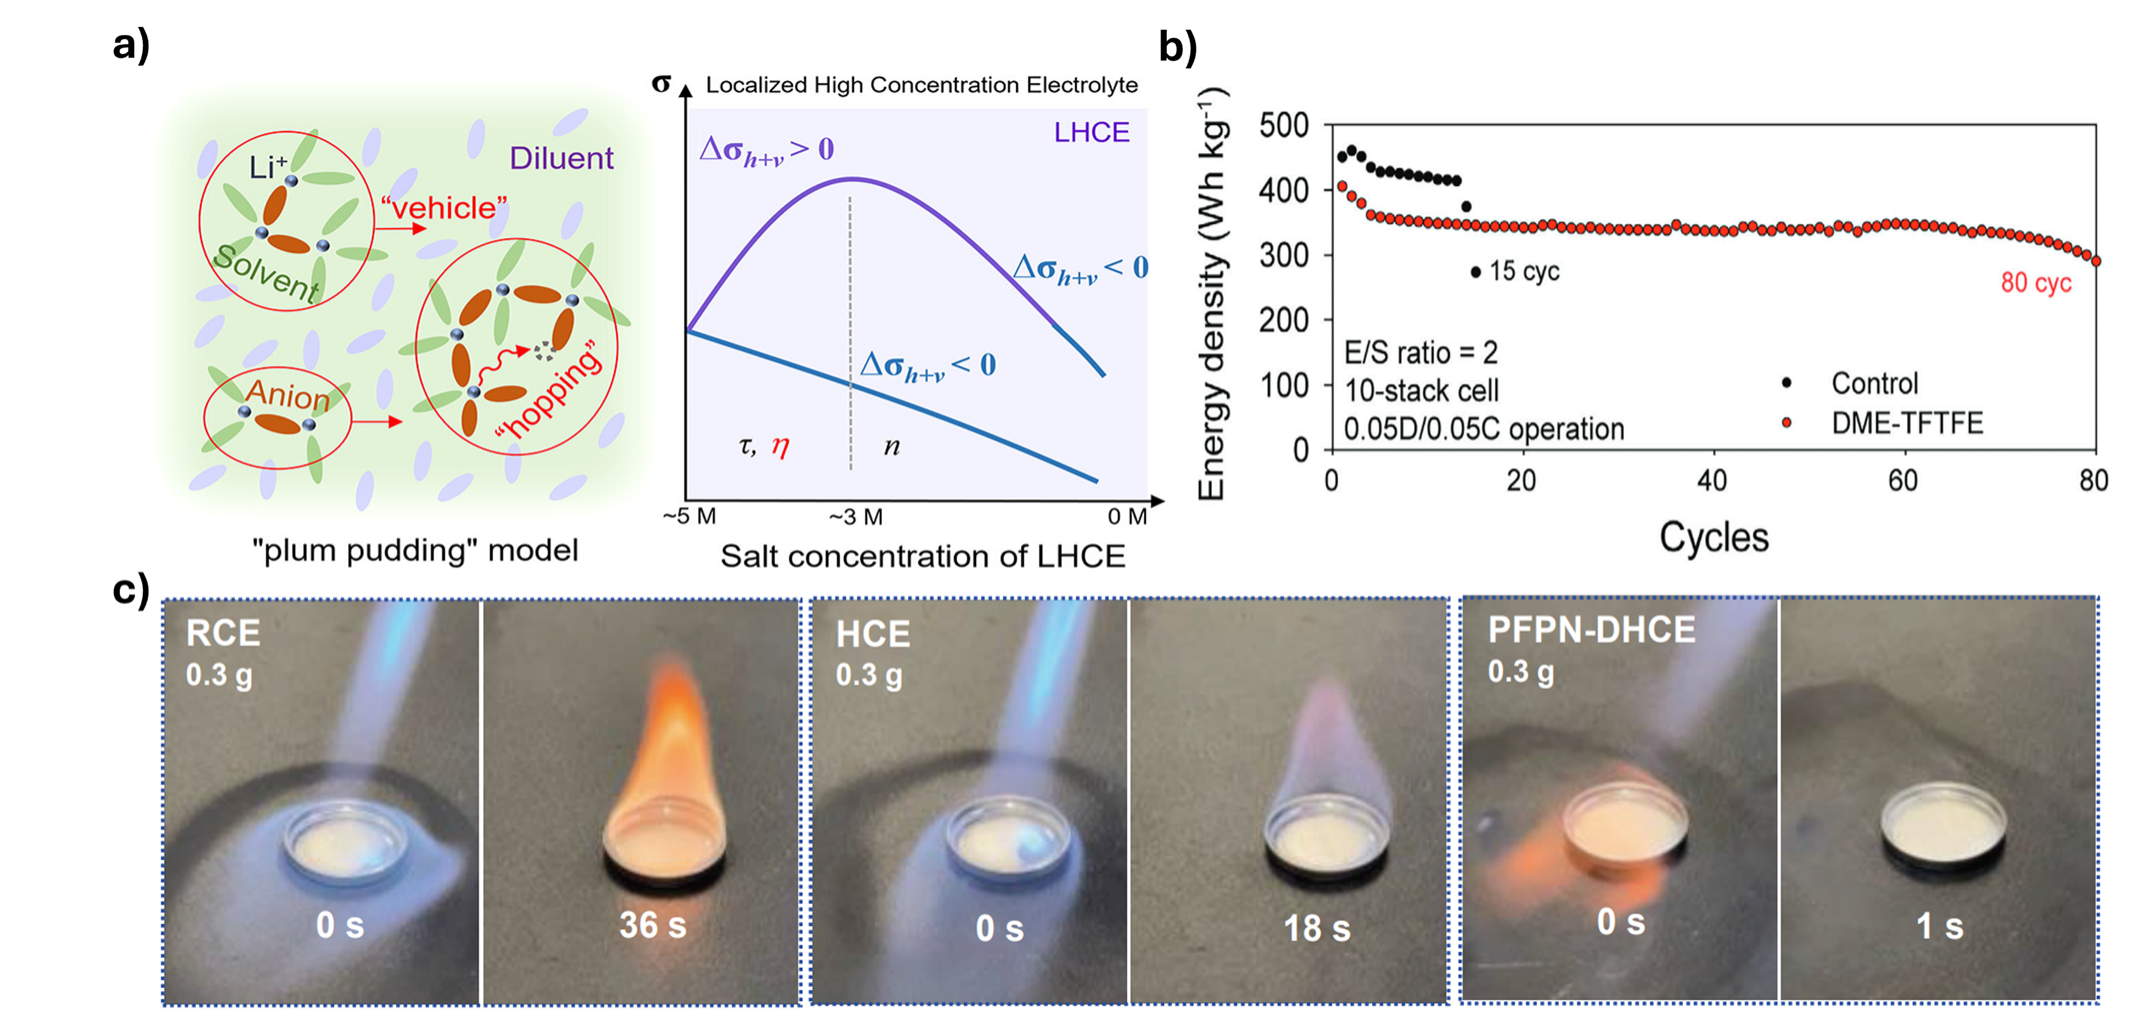 a)
Li⁺
Diluent
"vehicle"
Solvent
Anion
"hopping"
"plum pudding" model
σ
Localized High Concentration Electrolyte
LHCE
Δσh+v > 0
Δσh+v < 0
Δσh+v < 0
τ, η
n
~5 M
~3 M
0 M
Salt concentration of LHCE
b)
Energy density (Wh kg⁻¹)
500
400
300
200
100
0
15 cyc
80 cyc
E/S ratio = 2
10-stack cell
0.05D/0.05C operation
Control
DME-TFTFE
0
20
40
60
80
Cycles
c)
RCE
0.3 g
0 s
36 s
HCE
0.3 g
0 s
18 s
PFPN-DHCE
0.3 g
0 s
1 s